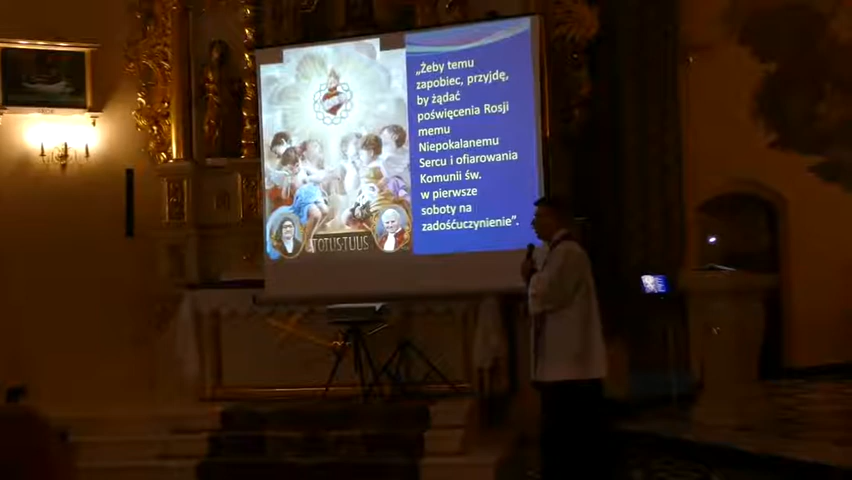 „Żeby temu
zapobiec, przyjdę,
by żądać
poświęcenia Rosji
memu
Niepokalanemu
Sercu i ofiarowaniu
Komunii św.
w pierwsze
soboty na
zadośćuczynienie”.
TOTUS·TUUS